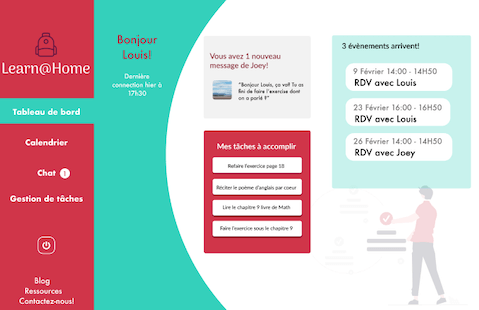 Learn@Home
Tableau de bord
Calendrier
Chat 1
Gestion de tâches
Blog
Ressources
Contactez-nous!
Bonjour
Louis!
Dernière
connection hier à
17h30
Vous avez 1 nouveau
message de Joey!
"Bonjour Louis, ça va? Tu as
fini de faire l'exercice dont
on a parlé ?"
Mes tâches à accomplir
Refaire l'exercice page 18
Réciter le poème d'anglais par coeur
Lire le chapitre 9 livre de Math
Faire l'exercice sous le chapitre 9
3 évènements arrivent!
9 Février 14:00 - 14H50
RDV avec Louis
23 Février 16:00 - 16H50
RDV avec Louis
26 Février 14:00 - 14H50
RDV avec Joey